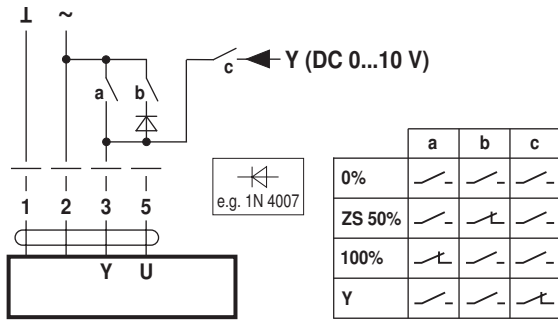 ⊥ ~
a b c Y (DC 0...10 V)
1 2 3 5
Y U
e.g. 1N 4007
a b c
0%
ZS 50%
100%
Y